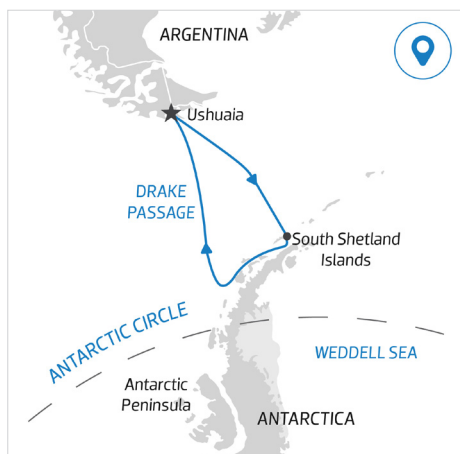 ARGENTINA
Ushuaia
DRAKE
PASSAGE
South Shetland
Islands
ANTARCTIC CIRCLE
WEDDELL SEA
Antarctic
Peninsula
ANTARCTICA